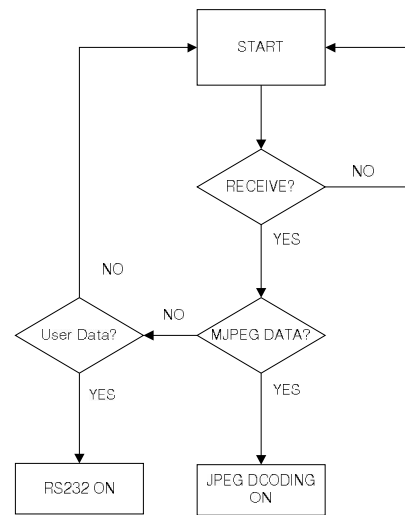 START
RECEIVE?
NO
YES
NO
NO
User Data?
MJPEG DATA?
YES
YES
RS232 ON
JPEG DCODING
ON